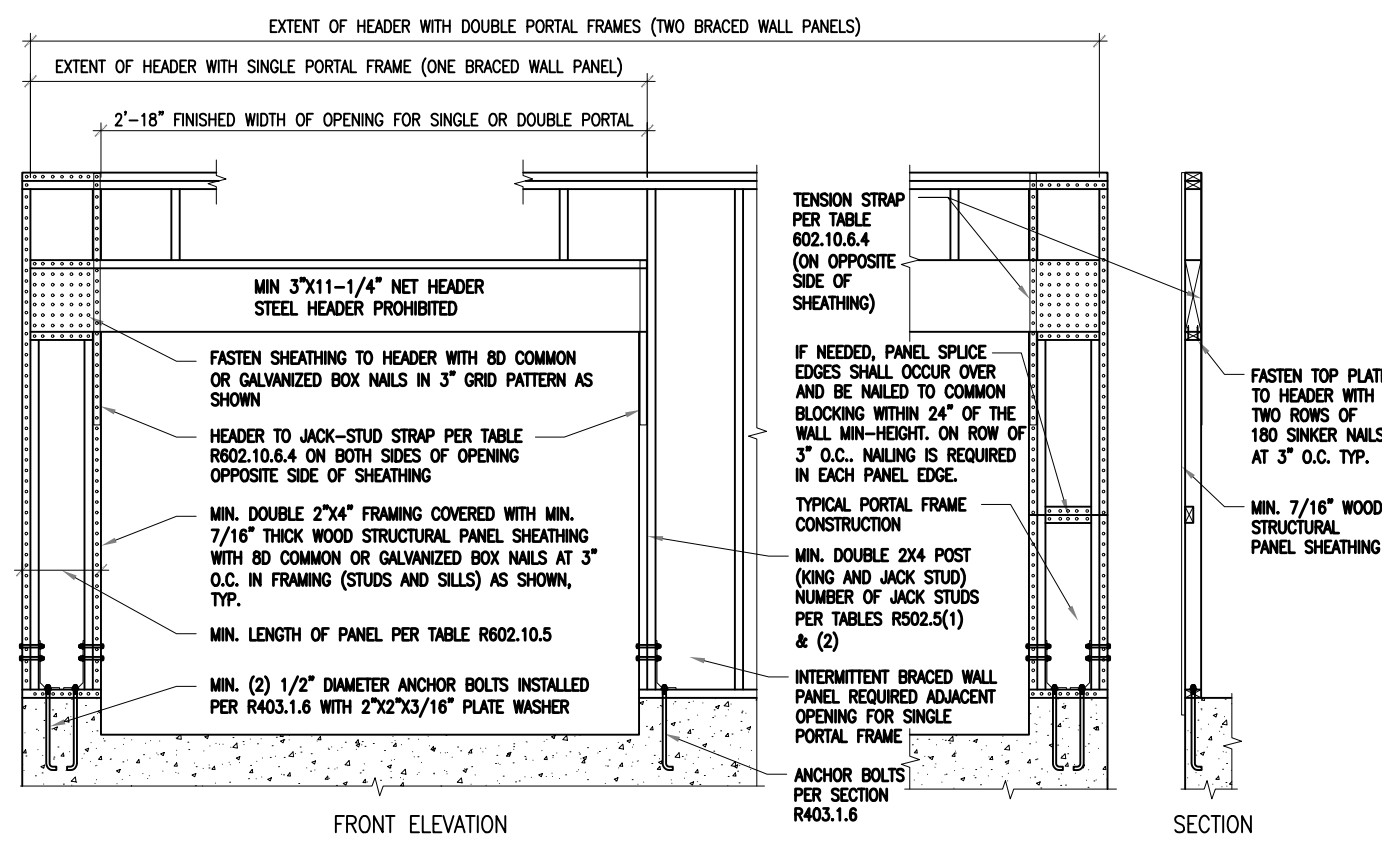 EXTENT OF HEADER WITH DOUBLE PORTAL FRAMES (TWO BRACED WALL PANELS)
EXTENT OF HEADER WITH SINGLE PORTAL FRAME (ONE BRACED WALL PANEL)
2'-18" FINISHED WIDTH OF OPENING FOR SINGLE OR DOUBLE PORTAL
MIN 3"X11-1/4" NET HEADER
STEEL HEADER PROHIBITED
FASTEN SHEATHING TO HEADER WITH 8D COMMON
OR GALVANIZED BOX NAILS IN 3" GRID PATTERN AS
SHOWN
HEADER TO JACK-STUD STRAP PER TABLE
R602.10.6.4 ON BOTH SIDES OF OPENING
OPPOSITE SIDE OF SHEATHING
MIN. DOUBLE 2"X4" FRAMING COVERED WITH MIN.
7/16" THICK WOOD STRUCTURAL PANEL SHEATHING
WITH 8D COMMON OR GALVANIZED BOX NAILS AT 3"
O.C. IN FRAMING (STUDS AND SILLS) AS SHOWN,
TYP.
MIN. LENGTH OF PANEL PER TABLE R602.10.5
MIN. (2) 1/2" DIAMETER ANCHOR BOLTS INSTALLED
PER R403.1.6 WITH 2"X2"X3/16" PLATE WASHER
TENSION STRAP
PER TABLE
602.10.6.4
(ON OPPOSITE
SIDE OF
SHEATHING)
IF NEEDED, PANEL SPLICE
EDGES SHALL OCCUR OVER
AND BE NAILED TO COMMON
BLOCKING WITHIN 24" OF THE
WALL MIN-HEIGHT. ON ROW OF
3" O.C.. NAILING IS REQUIRED
IN EACH PANEL EDGE.
TYPICAL PORTAL FRAME
CONSTRUCTION
MIN. DOUBLE 2X4 POST
(KING AND JACK STUD)
NUMBER OF JACK STUDS
PER TABLES R502.5(1)
& (2)
INTERMITTENT BRACED WALL
PANEL REQUIRED ADJACENT
OPENING FOR SINGLE
PORTAL FRAME
ANCHOR BOLTS
PER SECTION
R403.1.6
FASTEN TOP PLATE
TO HEADER WITH
TWO ROWS OF
180 SINKER NAILS
AT 3" O.C. TYP.
MIN. 7/16" WOOD
STRUCTURAL
PANEL SHEATHING
FRONT ELEVATION
SECTION